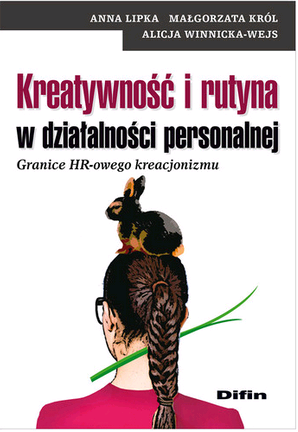 ANNA LIPKA MAŁGORZATA KRÓL
ALICJA WINNICKA-WEJS
Kreatywność i rutyna
w działalności personalnej
Granice HR-owego kreacjonizmu
Difin